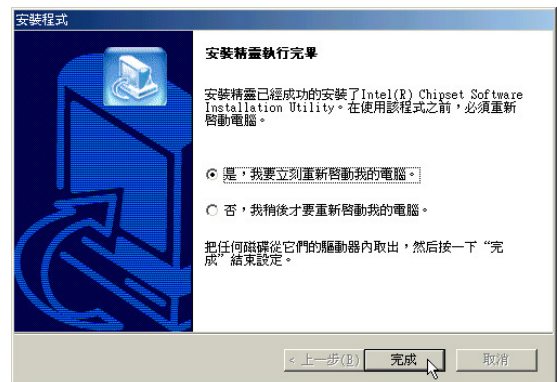 安裝程式
安裝精靈執行完畢
安裝精靈已經成功的安裝了Intel(R) Chipset Software
Installation Utility。在使用該程式之前，必須重新
啓動電腦。
是，我要立刻重新啓動我的電腦。
否，我稍後才要重新啓動我的電腦。
把任何磁碟從它們的驅動器內取出，然后按一下“完
成”結束設定。
< 上一步(B)
完成
取消